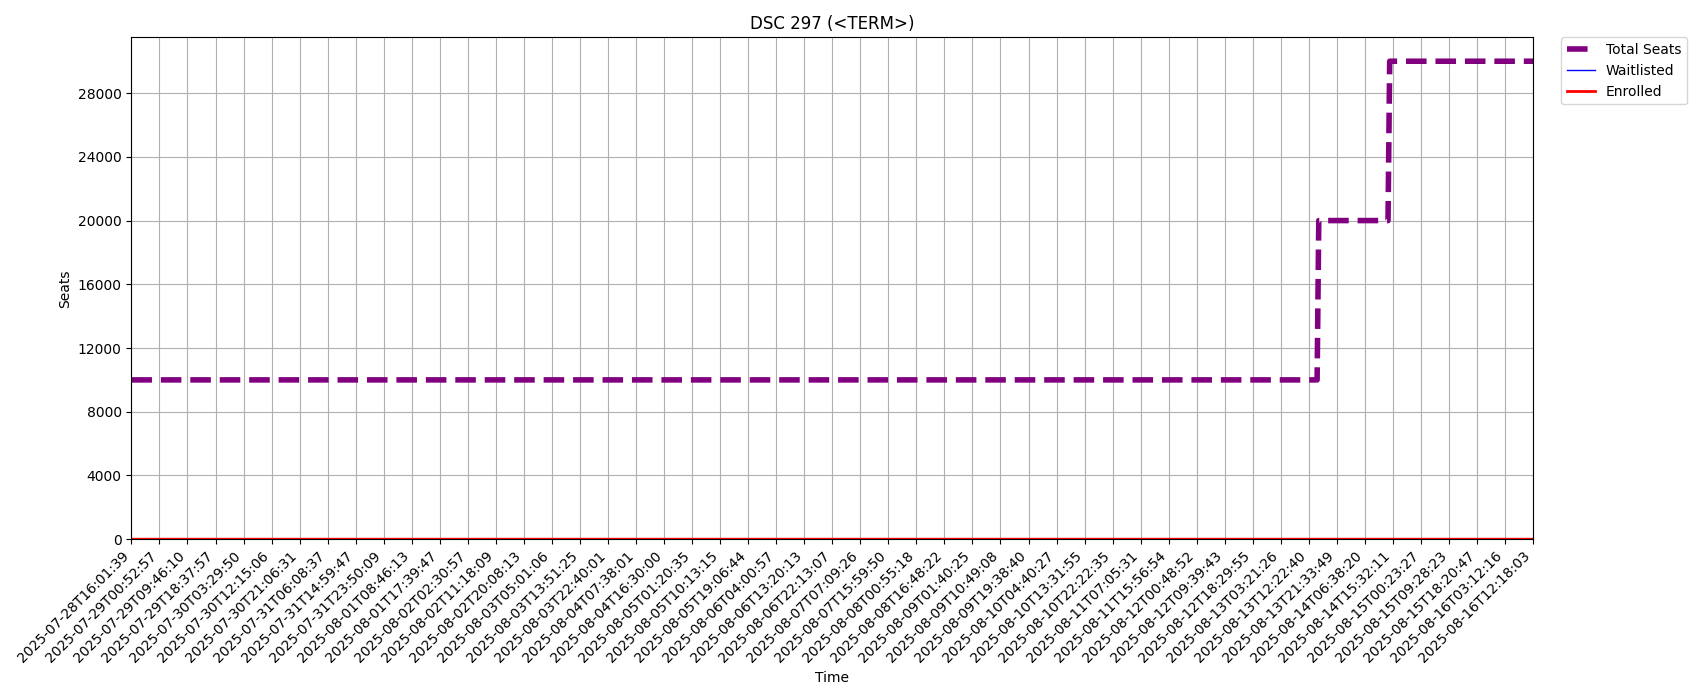 DSC 297 (<TERM>)
Total Seats
Waitlisted
Enrolled
Seats
28000
24000
20000
16000
12000
8000
4000
0
2025-07-28T16:01:39
2025-07-29T00:52:57
2025-07-29T09:46:10
2025-07-29T18:37:57
2025-07-30T03:29:50
2025-07-30T12:15:06
2025-07-30T21:06:31
2025-07-31T06:08:37
2025-07-31T14:59:47
2025-07-31T23:50:09
2025-08-01T08:46:13
2025-08-01T17:39:47
2025-08-02T02:30:57
2025-08-02T11:18:09
2025-08-02T20:08:13
2025-08-03T05:01:06
2025-08-03T13:51:25
2025-08-03T22:40:01
2025-08-04T07:38:01
2025-08-04T16:30:00
2025-08-05T01:20:35
2025-08-05T10:13:15
2025-08-05T19:06:44
2025-08-06T04:00:57
2025-08-06T13:20:13
2025-08-06T22:13:07
2025-08-07T07:09:26
2025-08-07T15:59:50
2025-08-08T00:55:18
2025-08-08T16:48:22
2025-08-09T01:40:25
2025-08-09T10:49:08
2025-08-09T19:38:40
2025-08-10T04:40:27
2025-08-10T13:31:55
2025-08-10T22:22:35
2025-08-11T07:05:31
2025-08-11T15:56:54
2025-08-12T00:48:52
2025-08-12T09:39:43
2025-08-12T18:29:55
2025-08-13T03:21:26
2025-08-13T12:22:40
2025-08-13T21:33:49
2025-08-14T06:38:20
2025-08-14T15:32:11
2025-08-15T00:23:27
2025-08-15T09:28:23
2025-08-15T18:20:47
2025-08-16T03:12:16
2025-08-16T12:18:03
Time